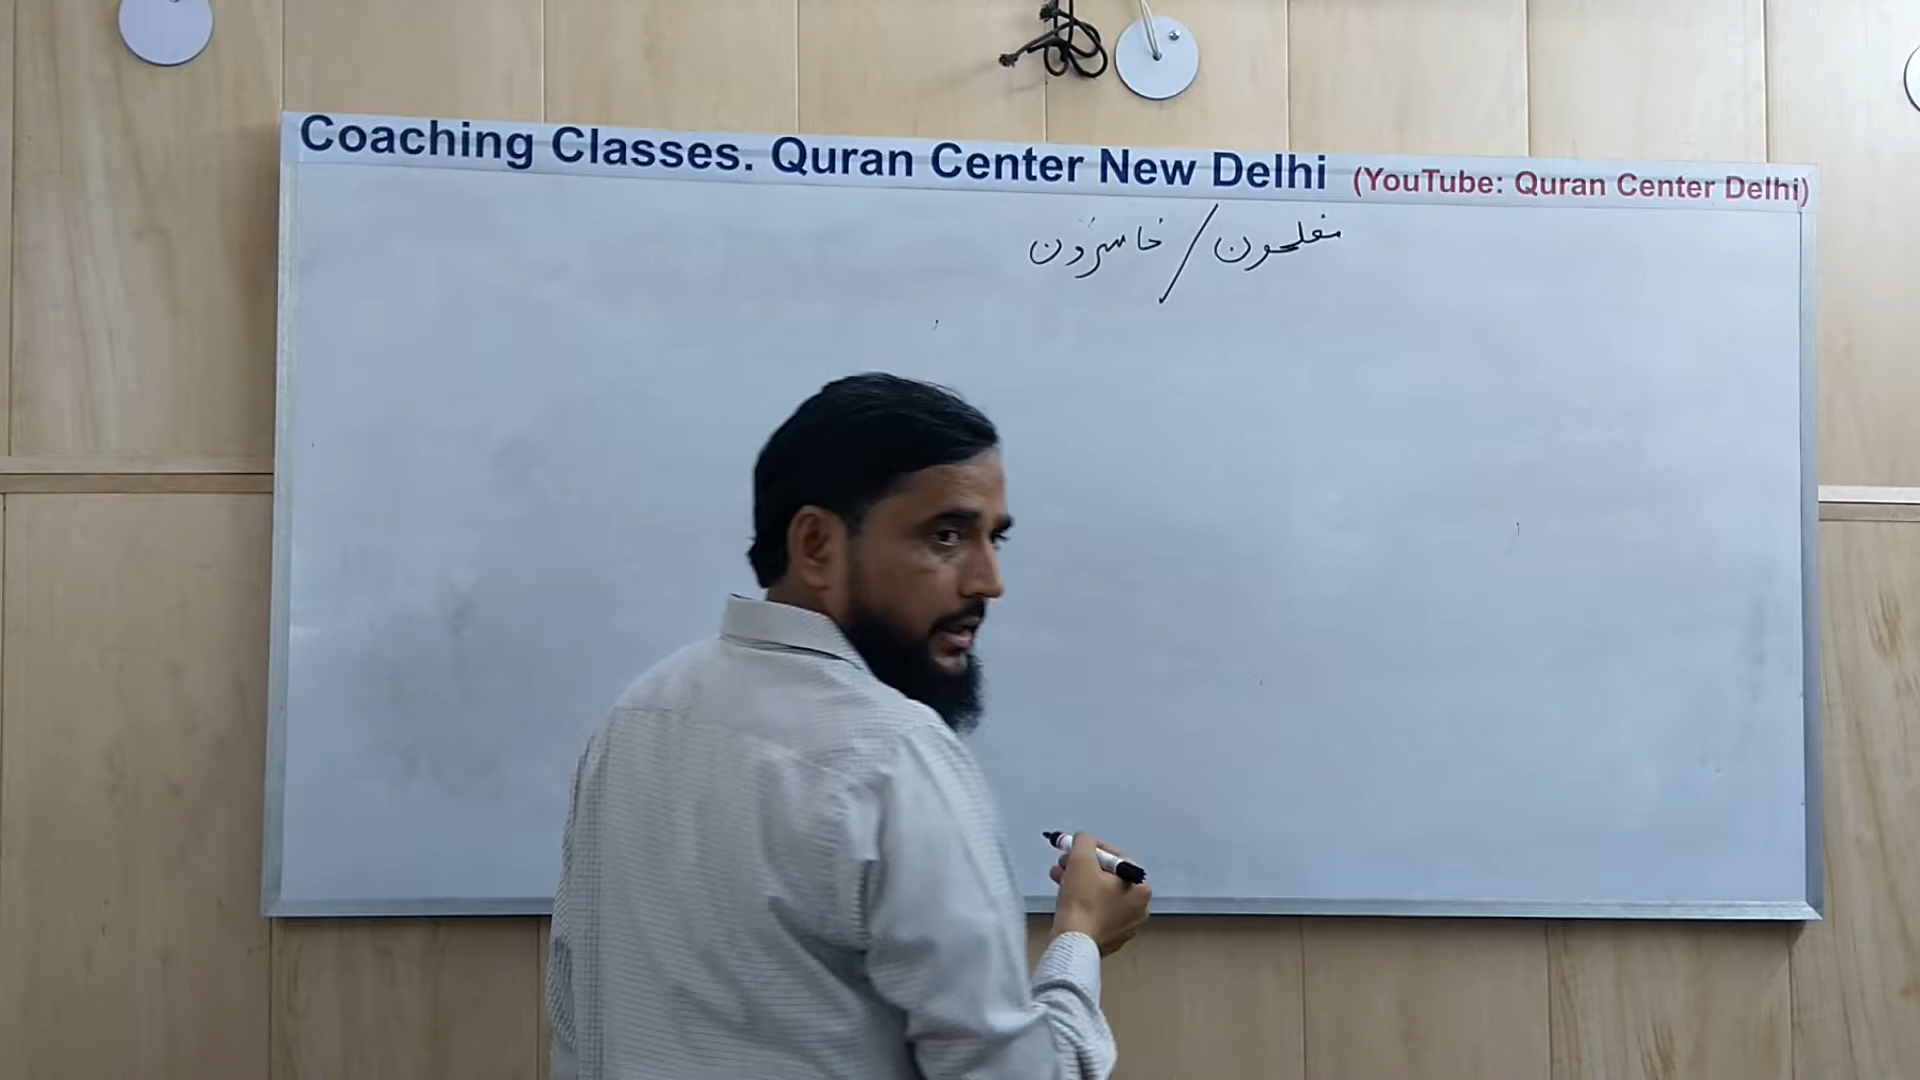 Coaching Classes. Quran Center New Delhi (YouTube: Quran Center Delhi)
مفلحون / خاسرون